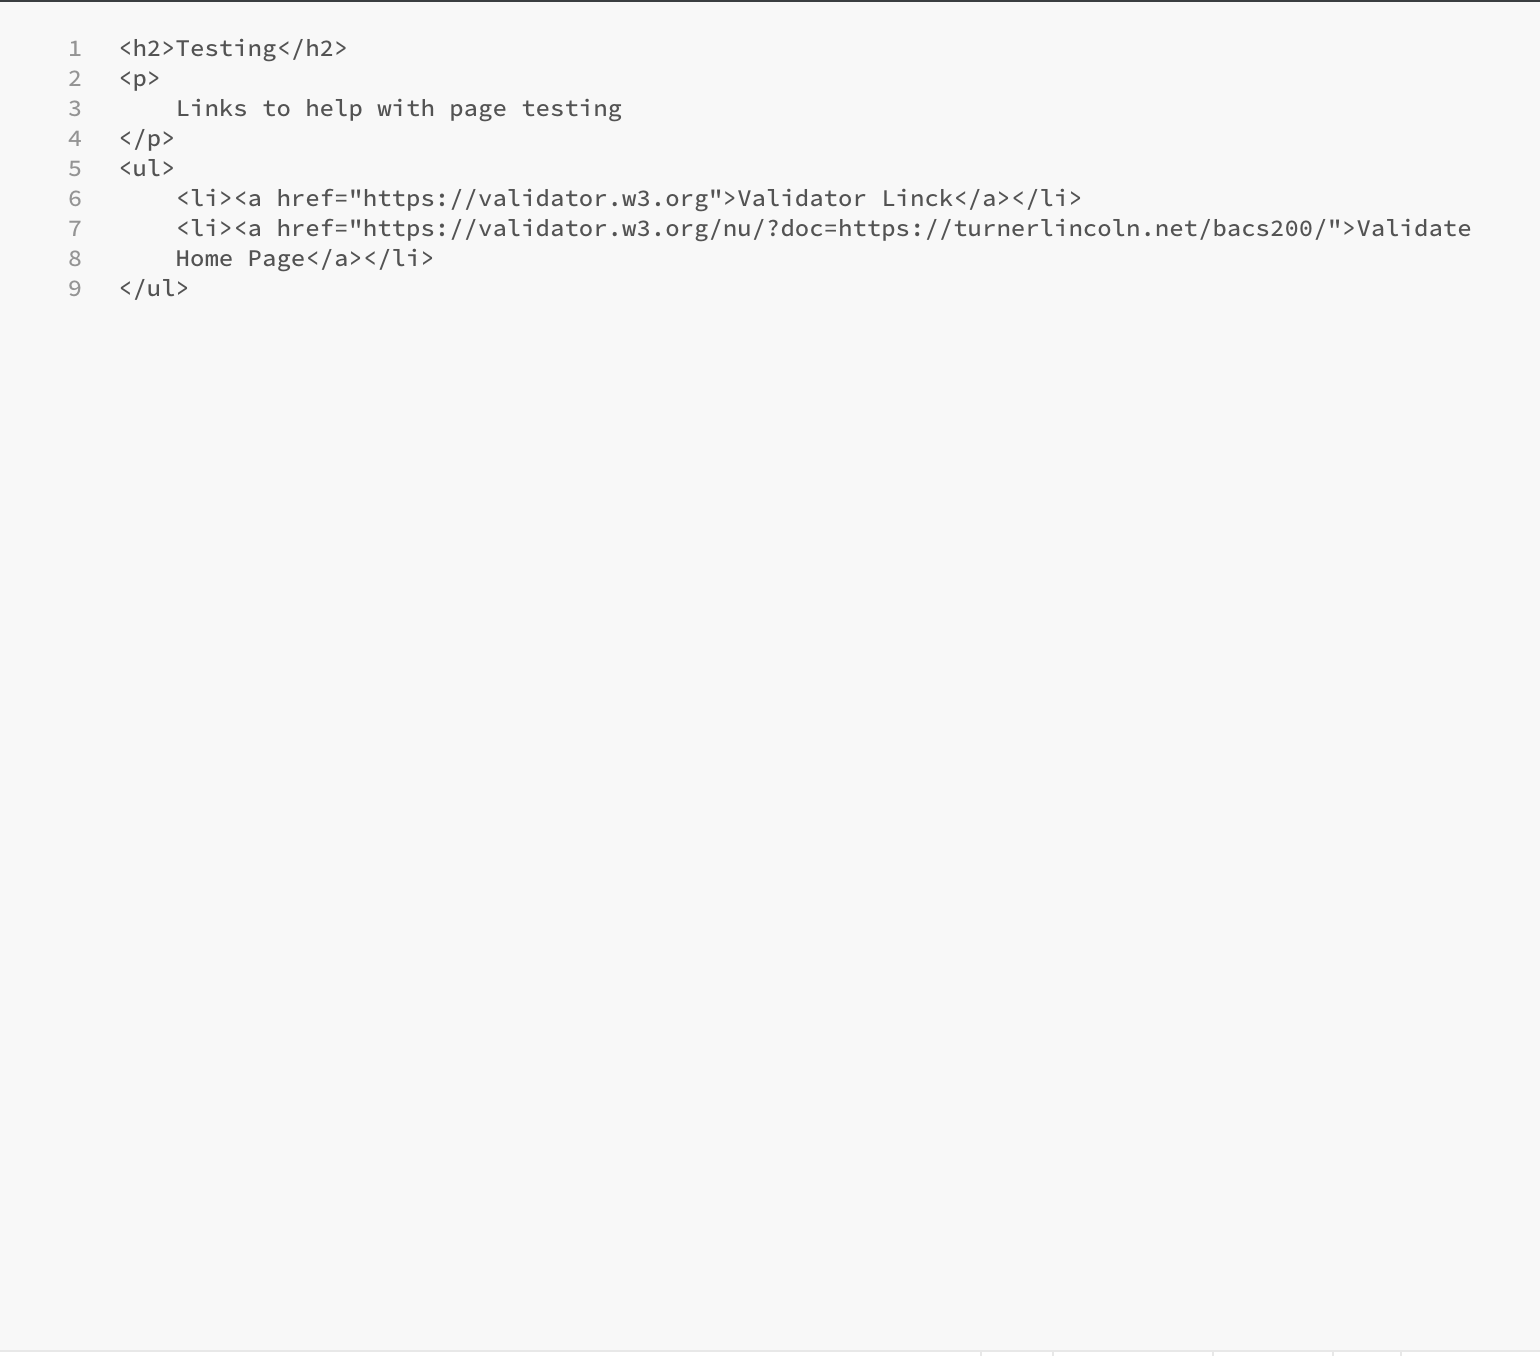 1 <h2>Testing</h2>
2 <p>
3     Links to help with page testing
4 </p>
5 <ul>
6     <li><a href="https://validator.w3.org">Validator Linck</a></li>
7     <li><a href="https://validator.w3.org/nu/?doc=https://turnerlincoln.net/bacs200/">Validate
8     Home Page</a></li>
9 </ul>